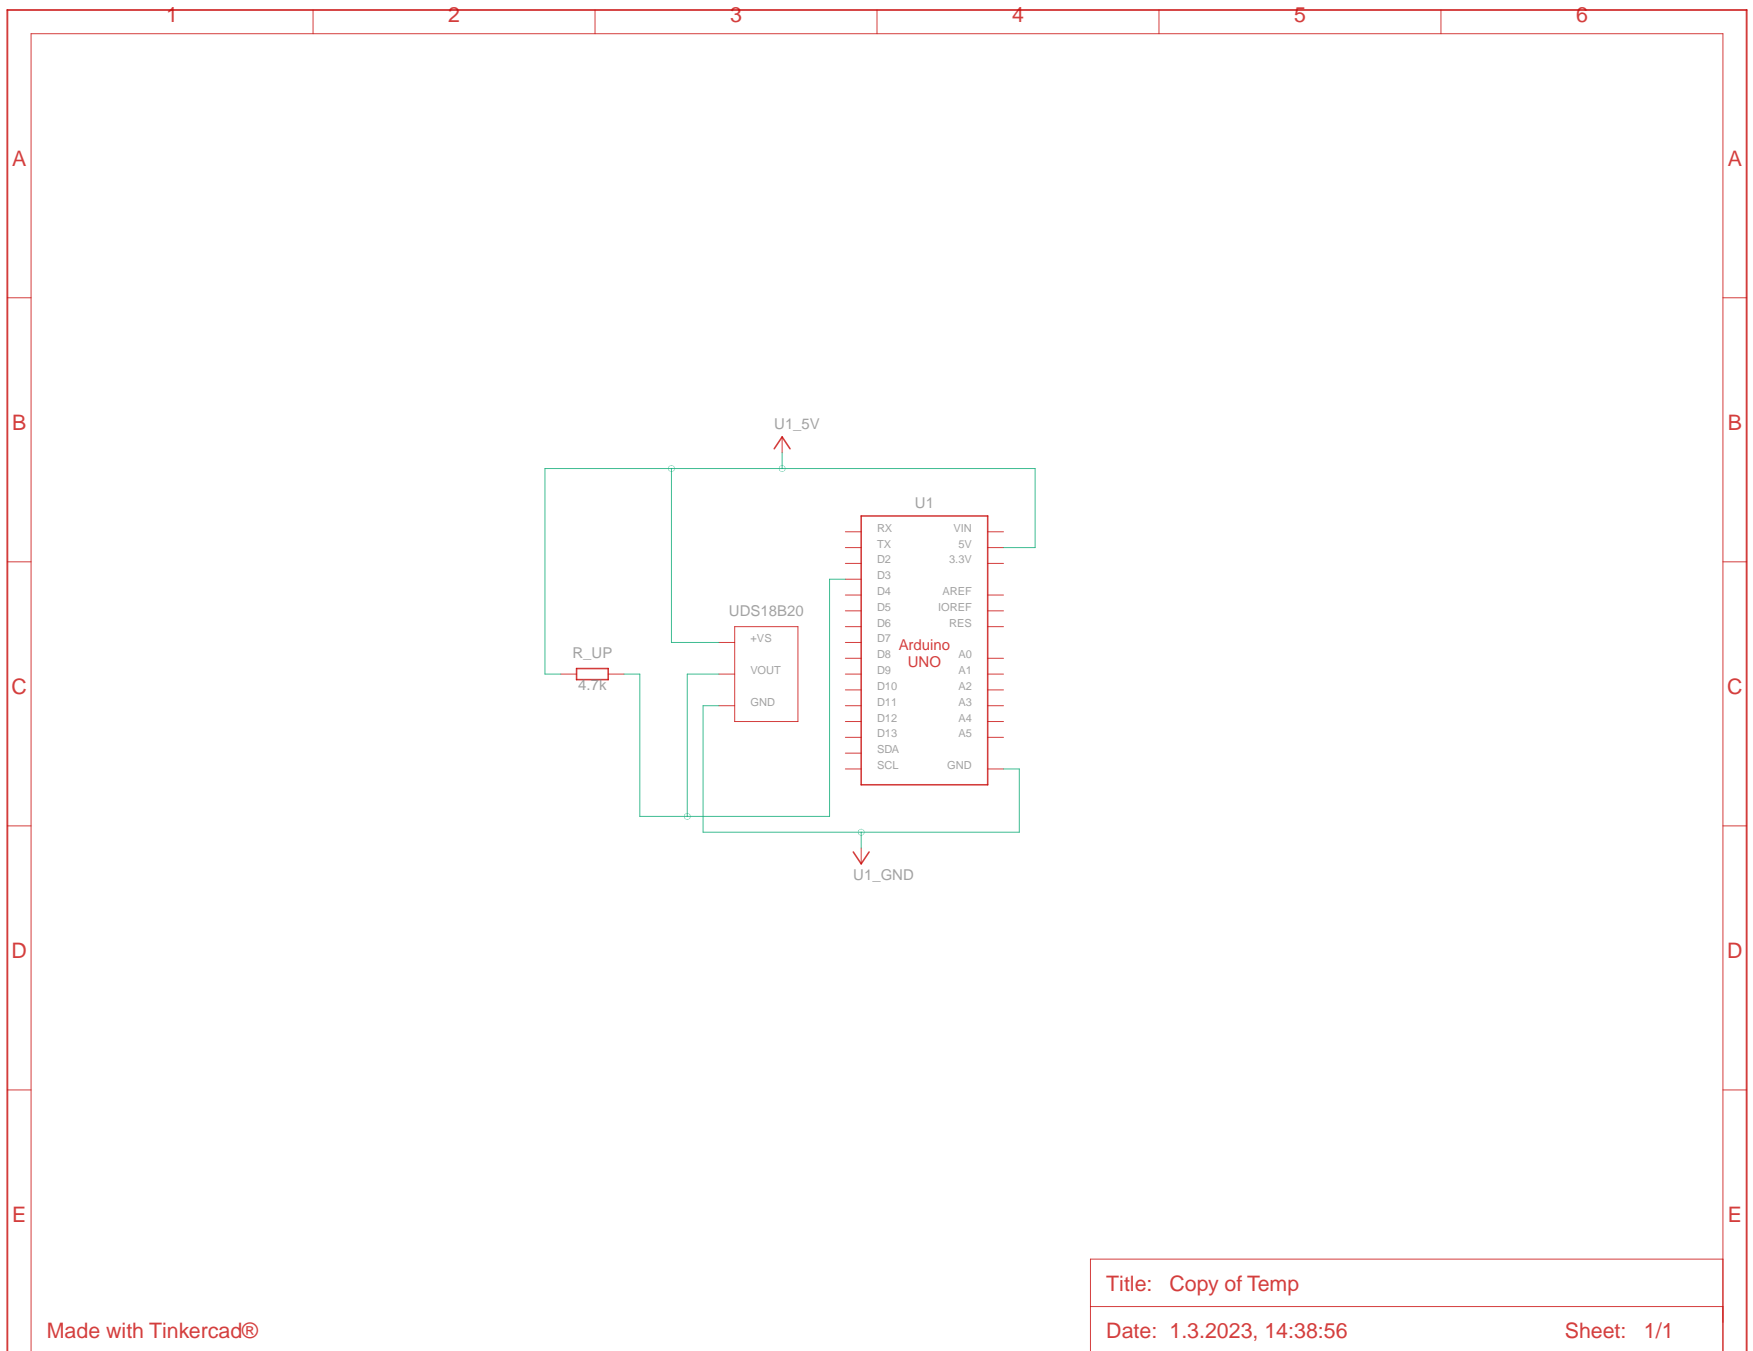 1 2 3 4 5 6
A A
B B
U1_5V
U1
RX VIN
TX 5V
D2 3.3V
D3
D4 AREF
D5 IOREF
D6 RES
D7
Arduino
UNO
D8 A0
D9 A1
D10 A2
D11 A3
D12 A4
D13 A5
SDA
SCL GND
UDS18B20
+VS
VOUT
GND
R_UP
4.7k
C C
U1_GND
D D
E E
Title: Copy of Temp
Made with Tinkercad®
Date: 1.3.2023, 14:38:56 Sheet: 1/1